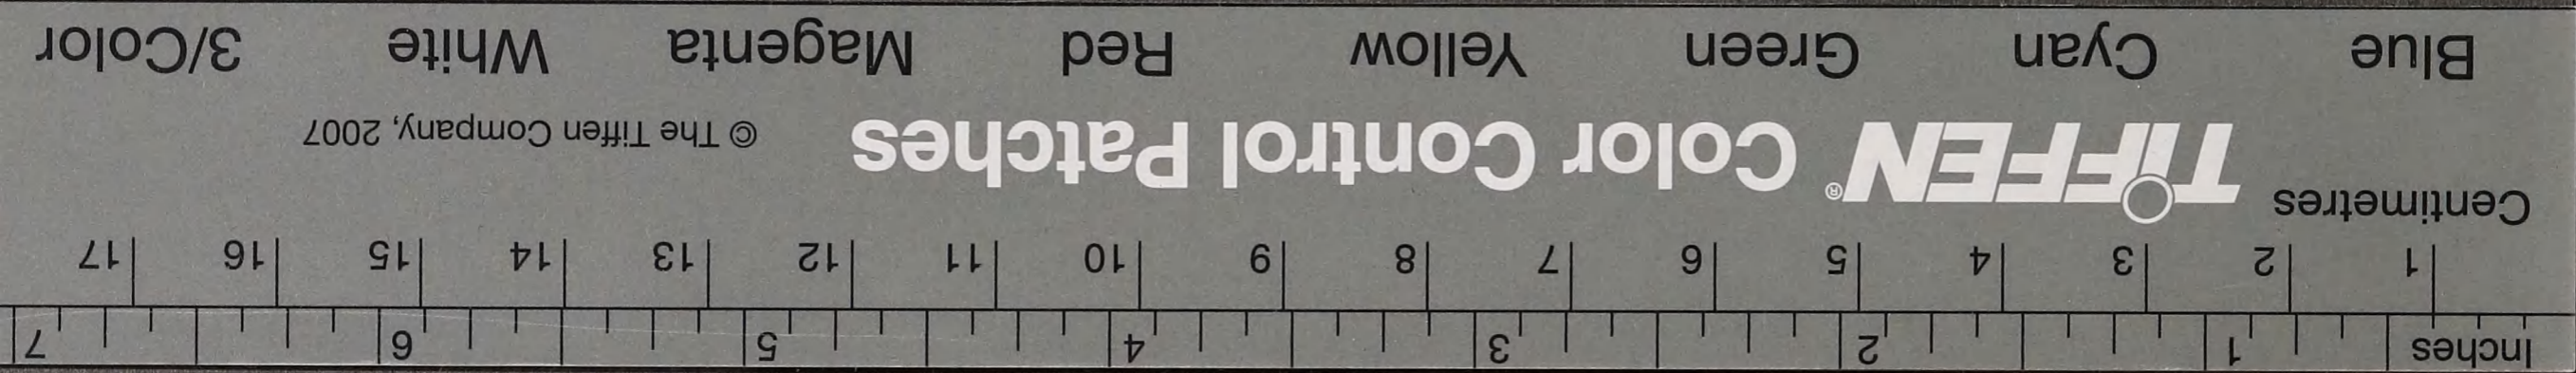 Inches 1 2 3 4 5 6 7
1 2 3 4 5 6 7 8 9 10 11 12 13 14 15 16 17
Centimetres
TIFFEN® Color Control Patches © The Tiffen Company, 2007
Blue Cyan Green Yellow Red Magenta White 3/Color